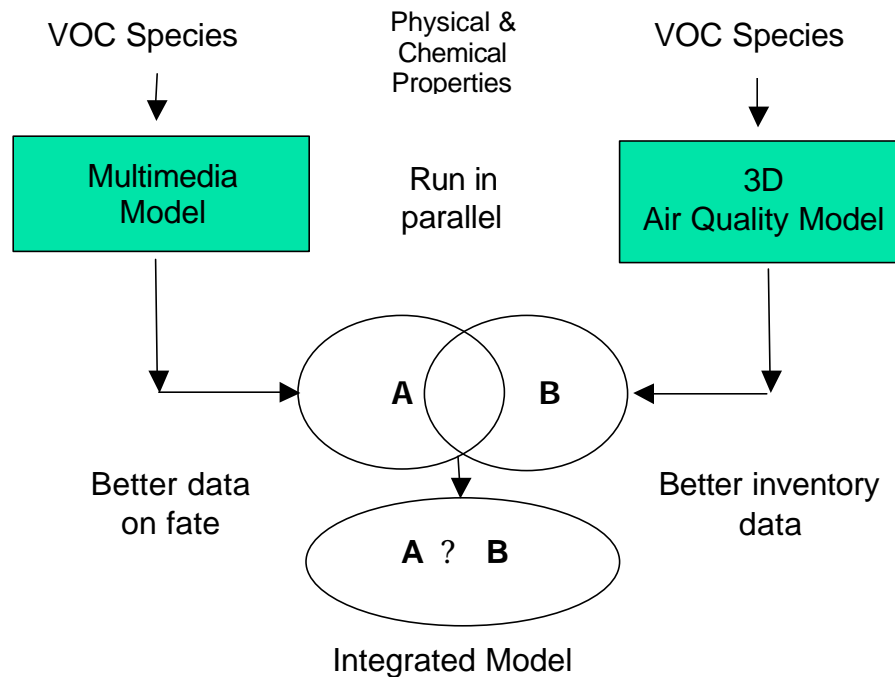 VOC Species
Physical &
Chemical
Properties
VOC Species
Multimedia
Model
Run in
parallel
3D
Air Quality Model
A
B
Better data
on fate
Better inventory
data
A ? B
Integrated Model